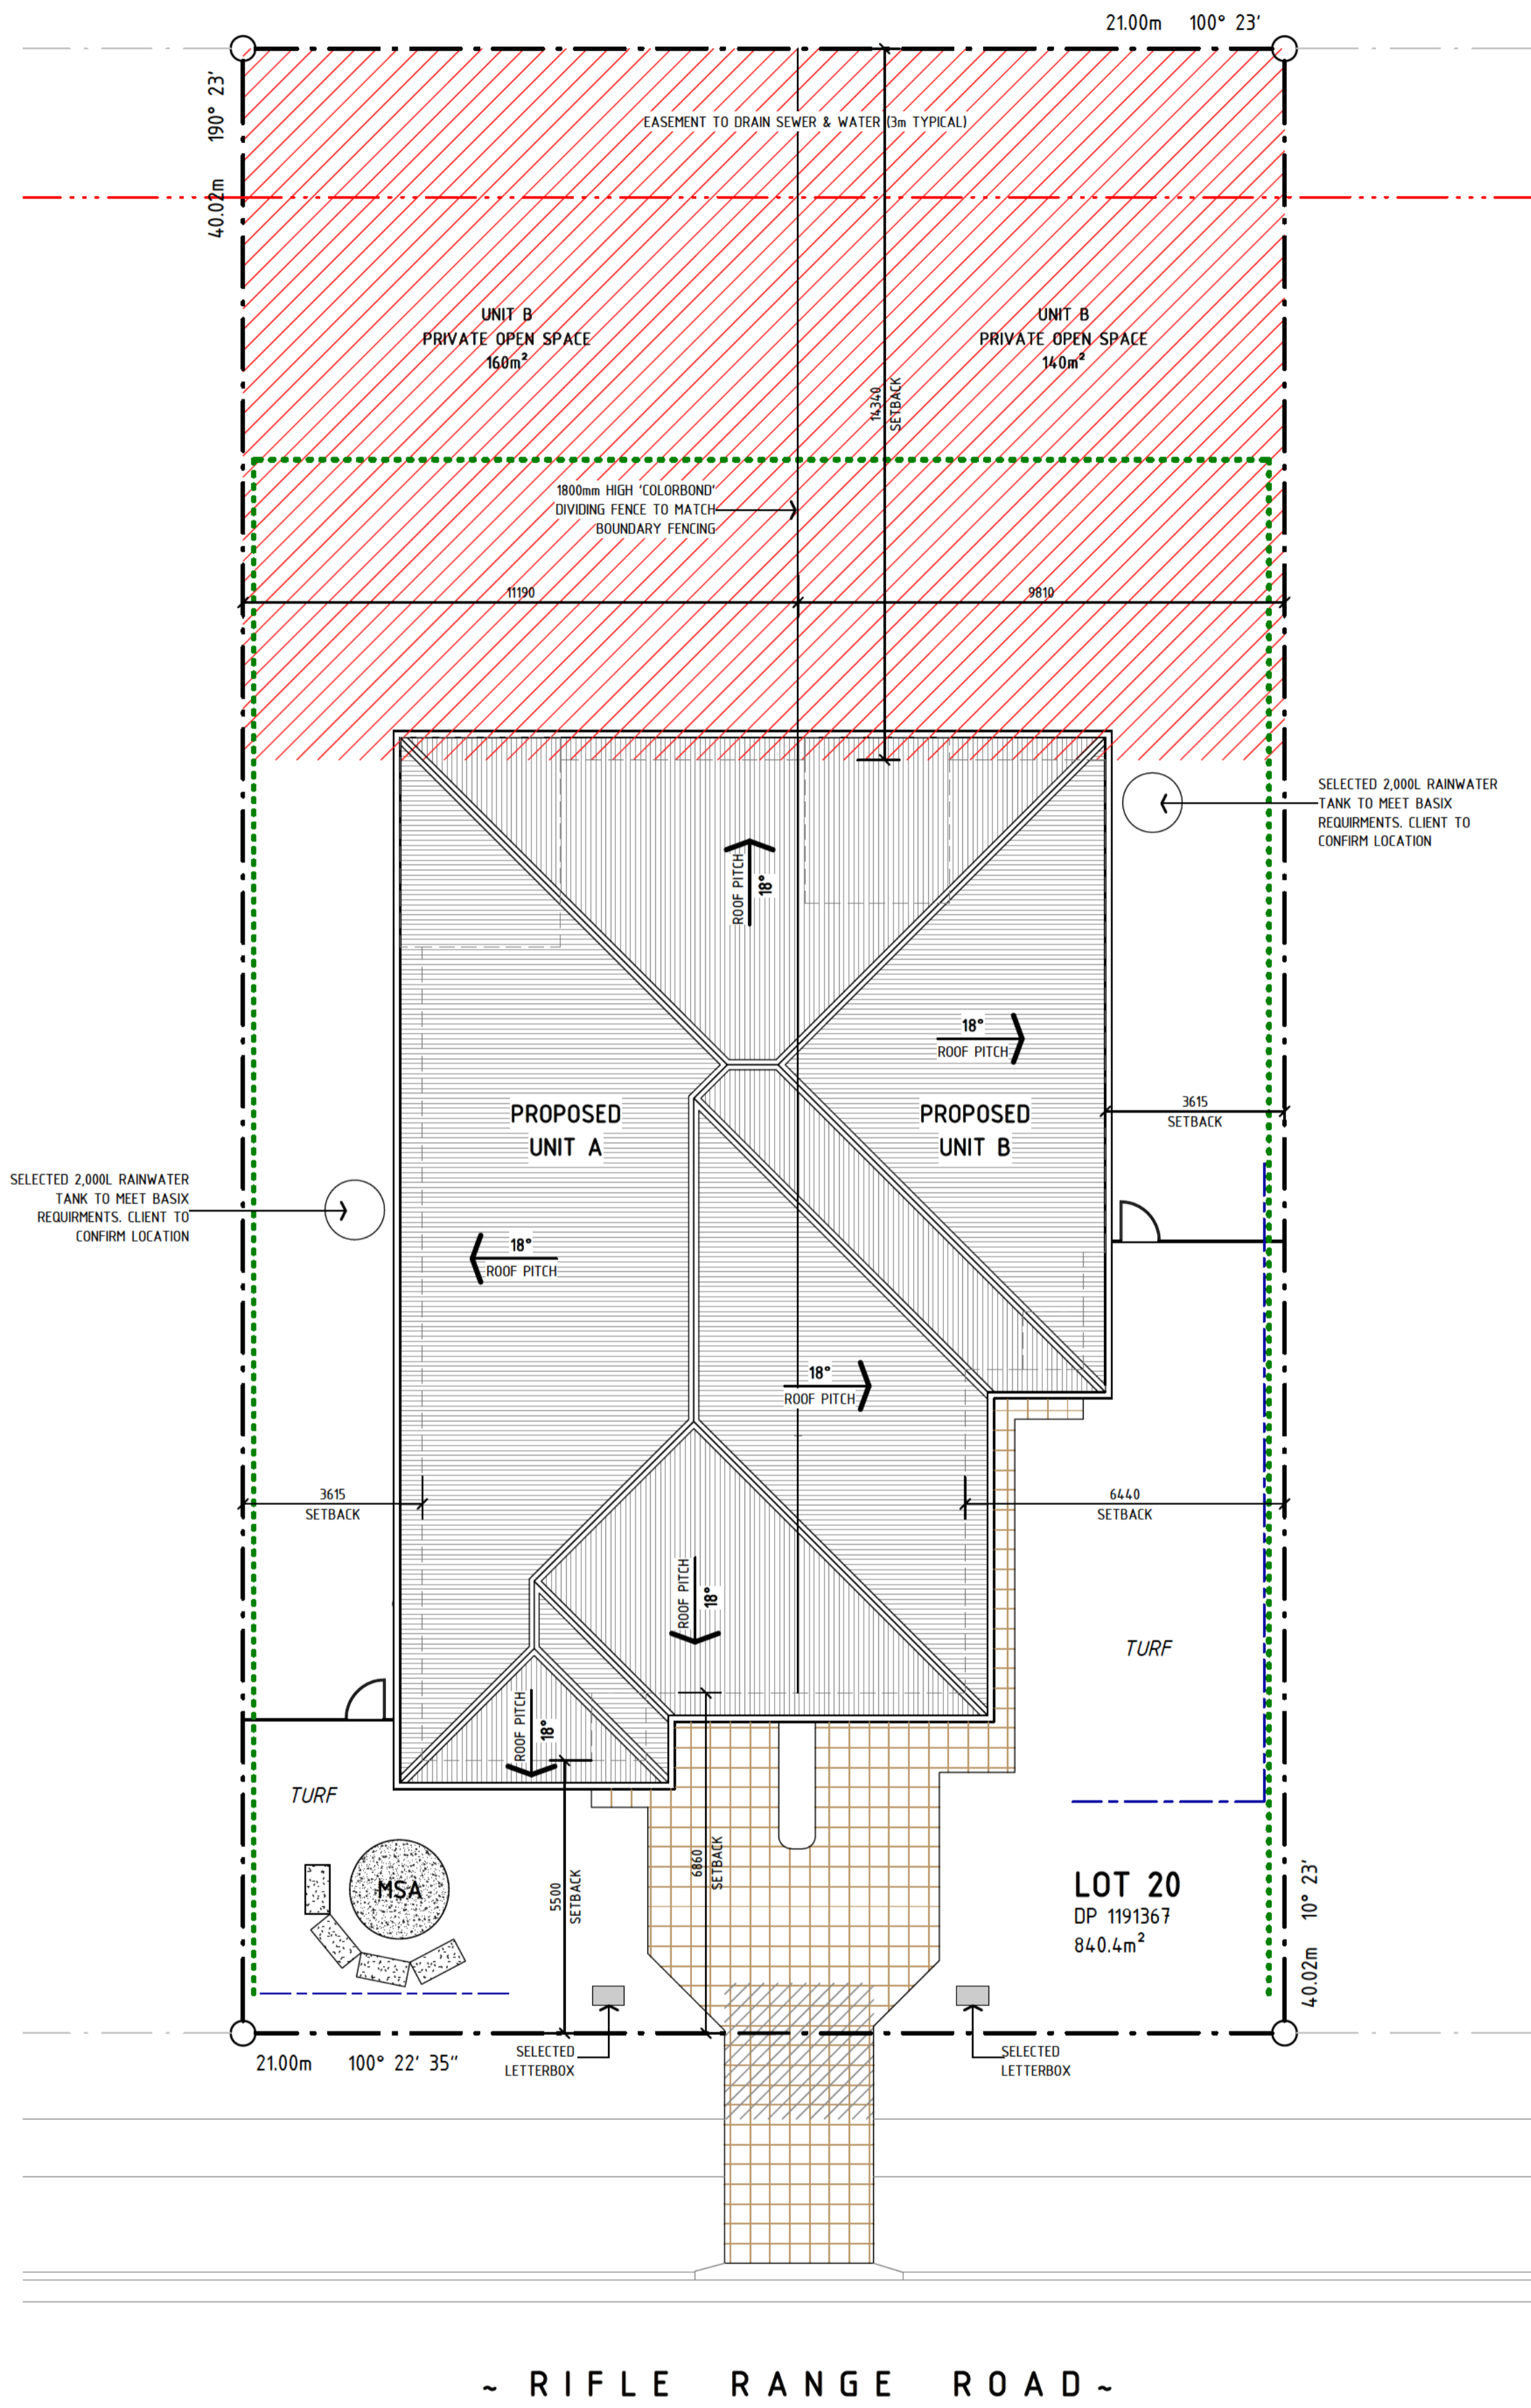 21.00m 100° 23'
40.02m 190° 23'
EASEMENT TO DRAIN SEWER & WATER (3m TYPICAL)
UNIT B
PRIVATE OPEN SPACE
160m²
UNIT B
PRIVATE OPEN SPACE
140m²
14340
SETBACK
1800mm HIGH 'COLORBOND'
DIVIDING FENCE TO MATCH
BOUNDARY FENCING
11190
9810
SELECTED 2,000L RAINWATER
TANK TO MEET BASIX
REQUIRMENTS. CLIENT TO
CONFIRM LOCATION
ROOF PITCH
18°
18°
ROOF PITCH
PROPOSED
UNIT A
PROPOSED
UNIT B
3615
SETBACK
SELECTED 2,000L RAINWATER
TANK TO MEET BASIX
REQUIRMENTS. CLIENT TO
CONFIRM LOCATION
18°
ROOF PITCH
18°
ROOF PITCH
3615
SETBACK
6440
SETBACK
ROOF PITCH
18°
TURF
ROOF PITCH
18°
TURF
MSA
5500
SETBACK
6860
SETBACK
LOT 20
DP 1191367
840.4m²
40.02m 10° 23'
SELECTED
LETTERBOX
SELECTED
LETTERBOX
21.00m 100° 22' 35"
~ RIFLE RANGE ROAD ~